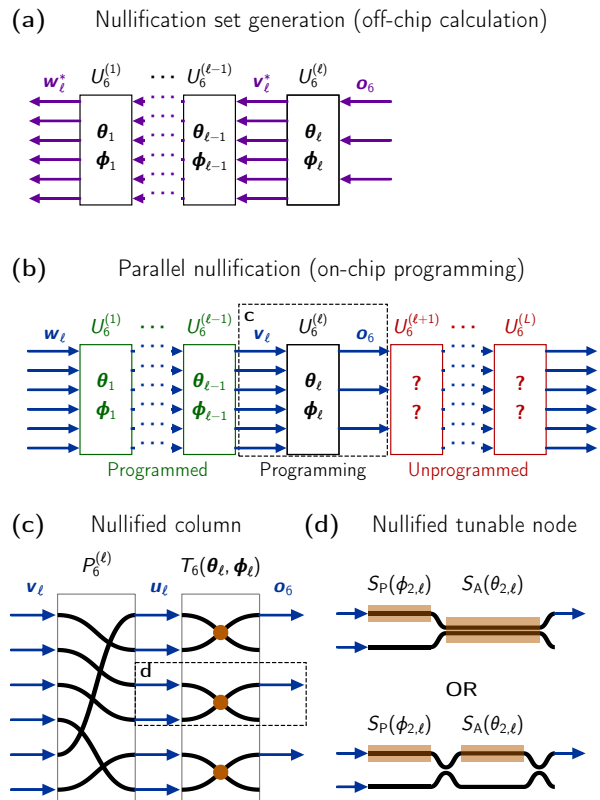 (a) Nullification set generation (off-chip calculation)
w*ℓ U6(1) ··· U6(ℓ−1) v*ℓ U6(ℓ) o6
θ1 θℓ−1 θℓ
ϕ1 ϕℓ−1 ϕℓ
(b) Parallel nullification (on-chip programming)
c
wℓ U6(1) ··· U6(ℓ−1) vℓ U6(ℓ) o6 U6(ℓ+1) ··· U6(L)
θ1 θℓ−1 θℓ ? ?
ϕ1 ϕℓ−1 ϕℓ ? ?
Programmed Programming Unprogrammed
(c) Nullified column
P6(ℓ) T6(θℓ, ϕℓ)
vℓ uℓ o6
d
(d) Nullified tunable node
SP(ϕ2,ℓ) SA(θ2,ℓ)
OR
SP(ϕ2,ℓ) SA(θ2,ℓ)